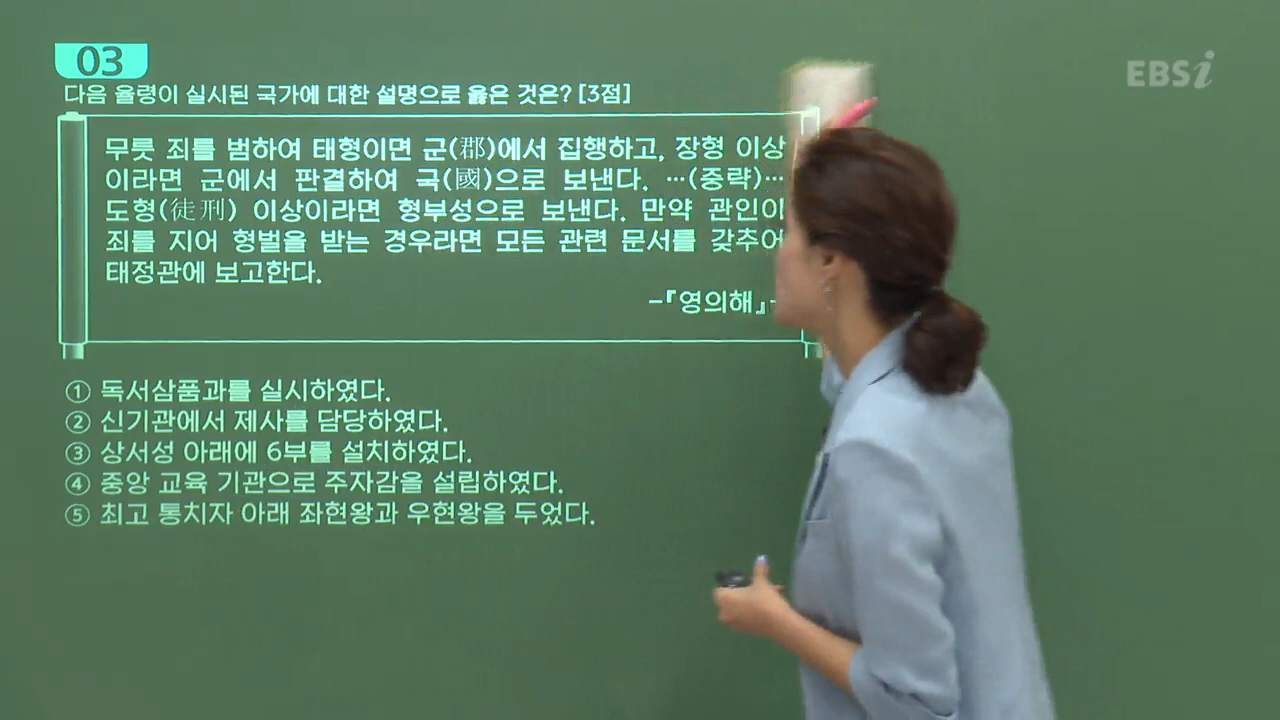 03
EBSi
다음 율령이 실시된 국가에 대한 설명으로 옳은 것은? [3점]
무릇 죄를 범하여 태형이면 군(郡)에서 집행하고, 장형 이상
이라면 군에서 판결하여 국(國)으로 보낸다. …(중략)…
도형(徒刑) 이상이라면 형부성으로 보낸다. 만약 관인이
죄를 지어 형벌을 받는 경우라면 모든 관련 문서를 갖추어
태정관에 보고한다.
-『영의해』-
① 독서삼품과를 실시하였다.
② 신기관에서 제사를 담당하였다.
③ 상서성 아래에 6부를 설치하였다.
④ 중앙 교육 기관으로 주자감을 설립하였다.
⑤ 최고 통치자 아래 좌현왕과 우현왕을 두었다.